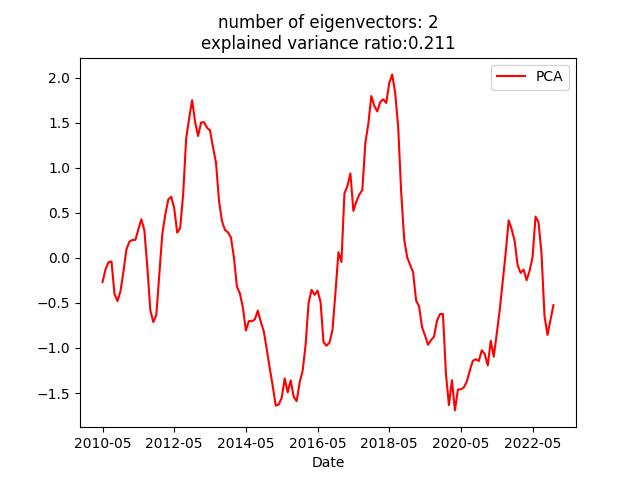 number of eigenvectors: 2
explained variance ratio:0.211
PCA
2.0
1.5
1.0
0.5
0.0
−0.5
−1.0
−1.5
2010-05 2012-05 2014-05 2016-05 2018-05 2020-05 2022-05
Date